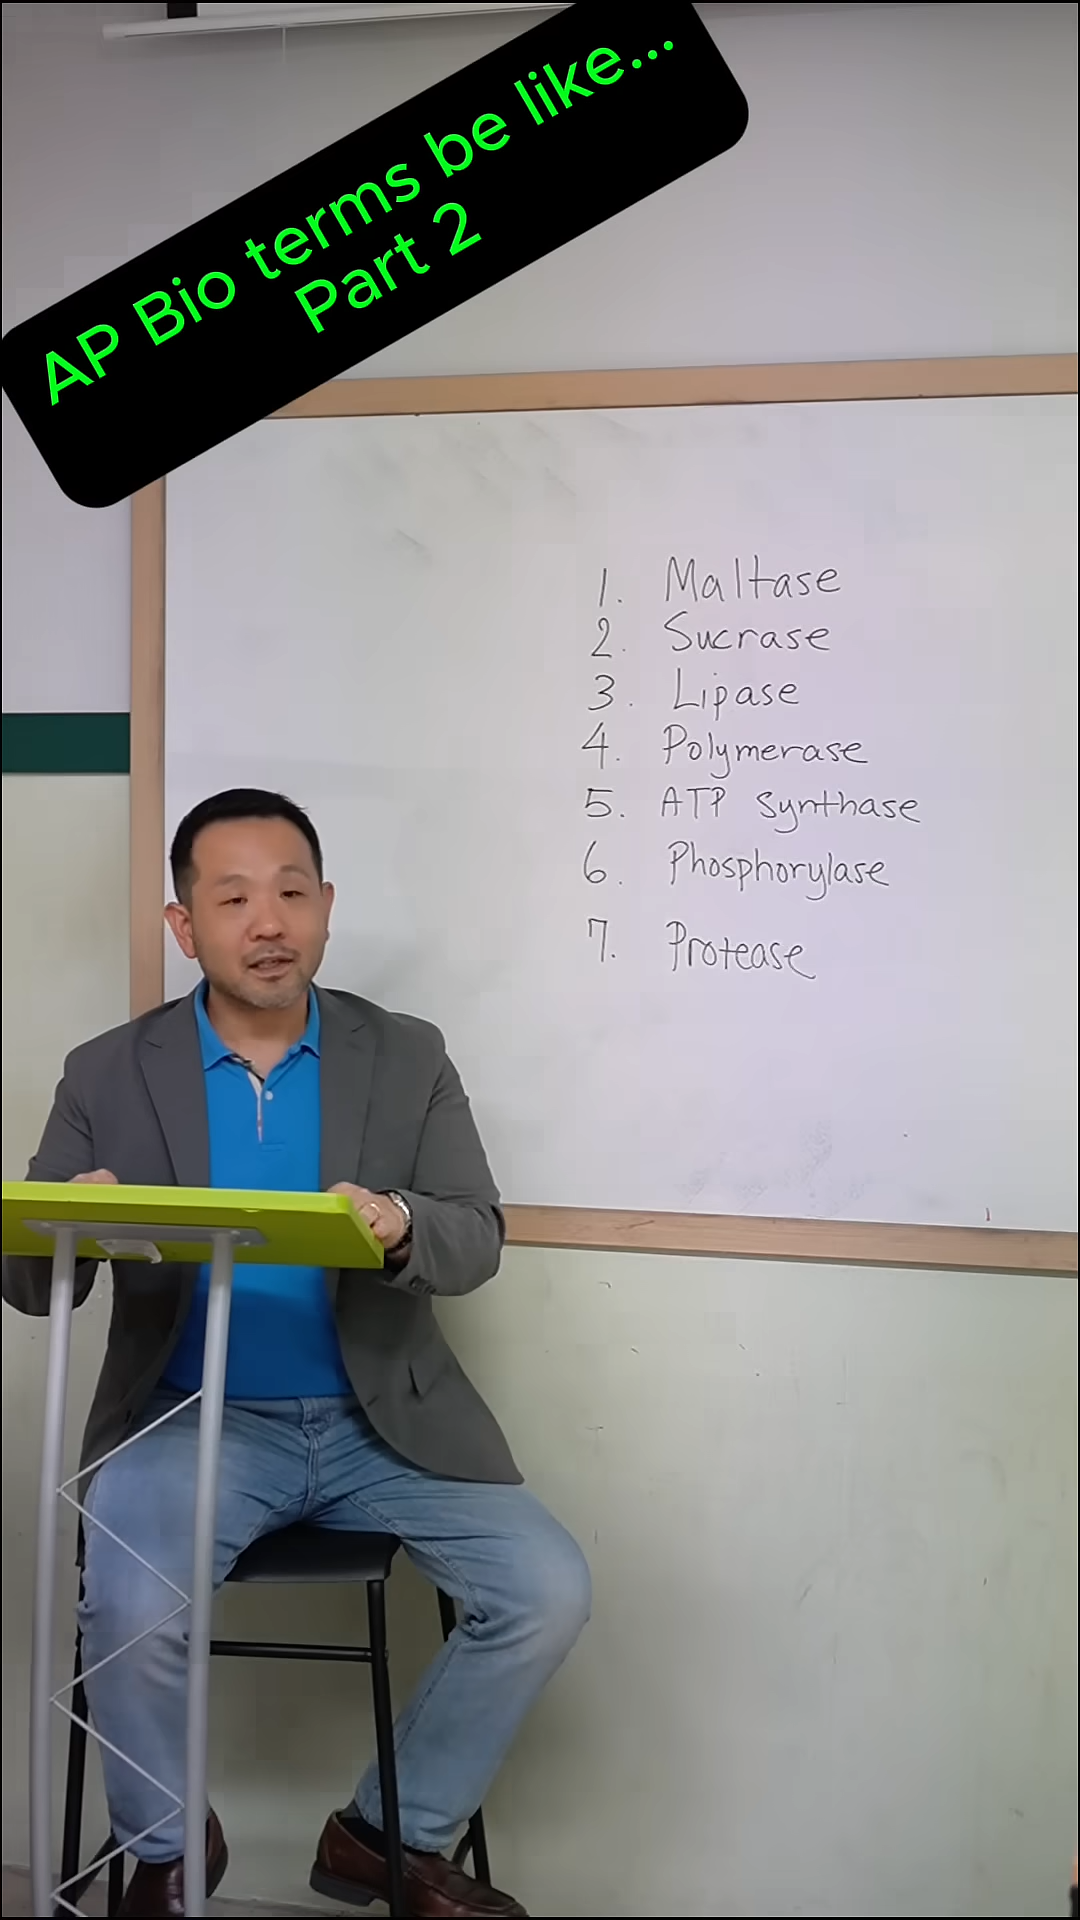 AP Bio terms be like...
Part 2
1. Maltase
2. Sucrase
3. Lipase
4. Polymerase
5. ATP Synthase
6. Phosphorylase
7. Protease